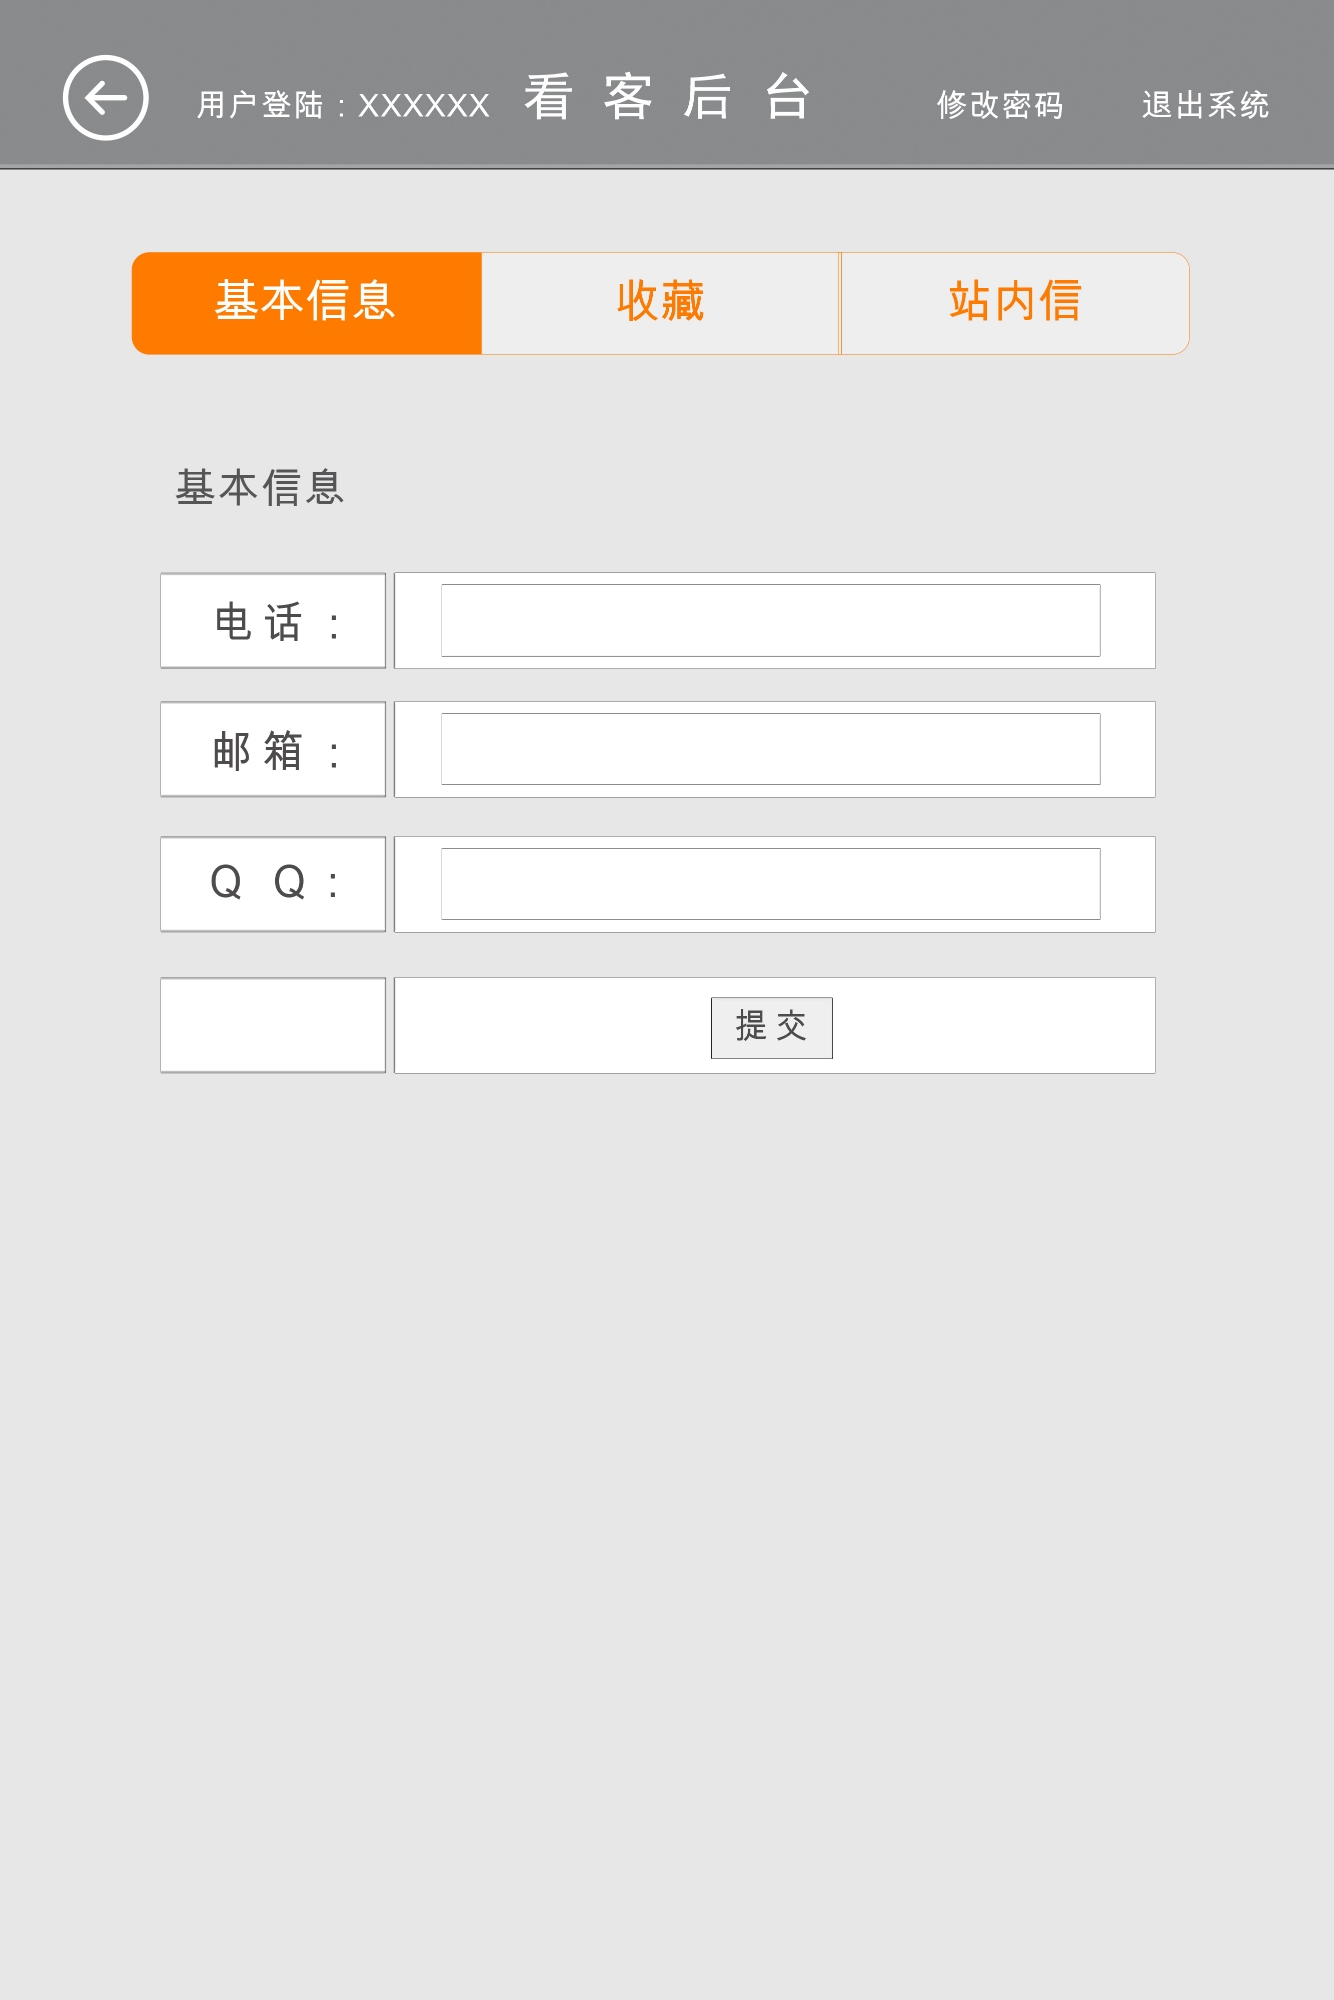 用户登陆：XXXXXX 看客后台 修改密码 退出系统
基本信息 收藏 站内信
基本信息
电话：
邮箱：
QQ：
提交